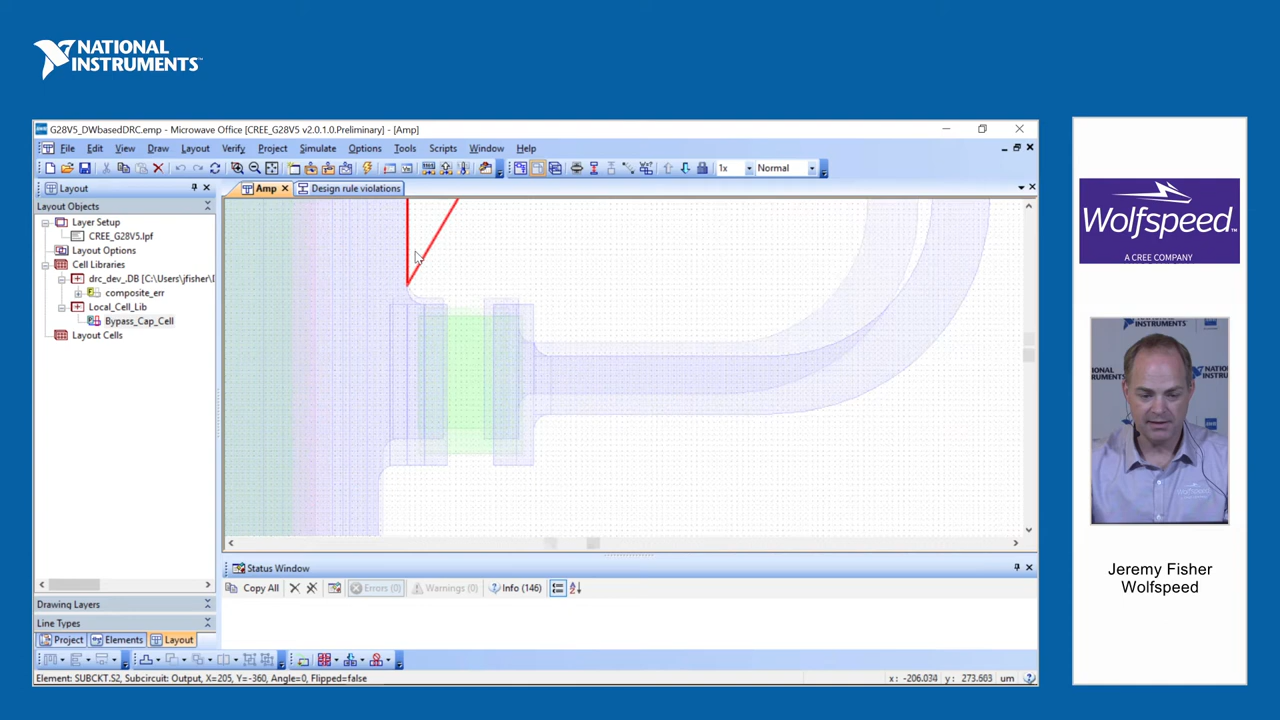 NATIONAL
INSTRUMENTS
G28V5_DWbasedDRC.emp - Microwave Office [CREE_G28V5 v2.0.1.0.Preliminary] - [Amp]
File Edit View Draw Layout Verify Project Simulate Options Tools Scripts Window Help
1x Normal
Layout
Amp Design rule violations
Layout Objects
Layer Setup
CREE_G28V5.lpf
Layout Options
Cell Libraries
drc_dev_.DB [C:\Users\jfisher\
composite_err
Local_Cell_Lib
Bypass_Cap_Cell
Layout Cells
Status Window
Copy All Errors (0) Warnings (0) Info (146)
Drawing Layers
Line Types
Project Elements Layout
Element: SUBCKT.S2, Subcircuit: Output, X=205, Y=-360, Angle=0, Flipped=false
x: -206.034 y: 273.603 um
Wolfspeed™
A CREE COMPANY
Wolfspeed
Jeremy Fisher
Wolfspeed